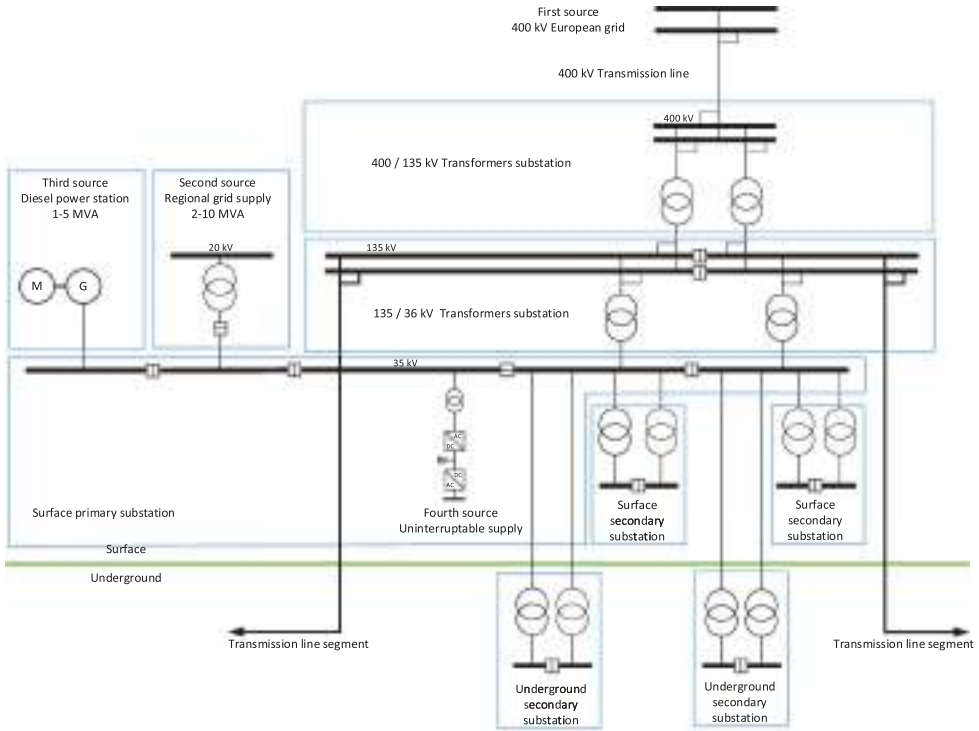 First source
400 kV European grid
400 kV Transmission line
400 kV
400 / 135 kV Transformers substation
Third source
Diesel power station
1-5 MVA
Second source
Regional grid supply
2-10 MVA
20 kV
135 kV
M
G
135 / 36 kV Transformers substation
35 kV
AC
DC
DC
AC
Fourth source
Uninterruptable supply
Surface primary substation
Surface
secondary
substation
Surface
secondary
substation
Surface
Underground
Transmission line segment
Transmission line segment
Underground
secondary
substation
Underground
secondary
substation